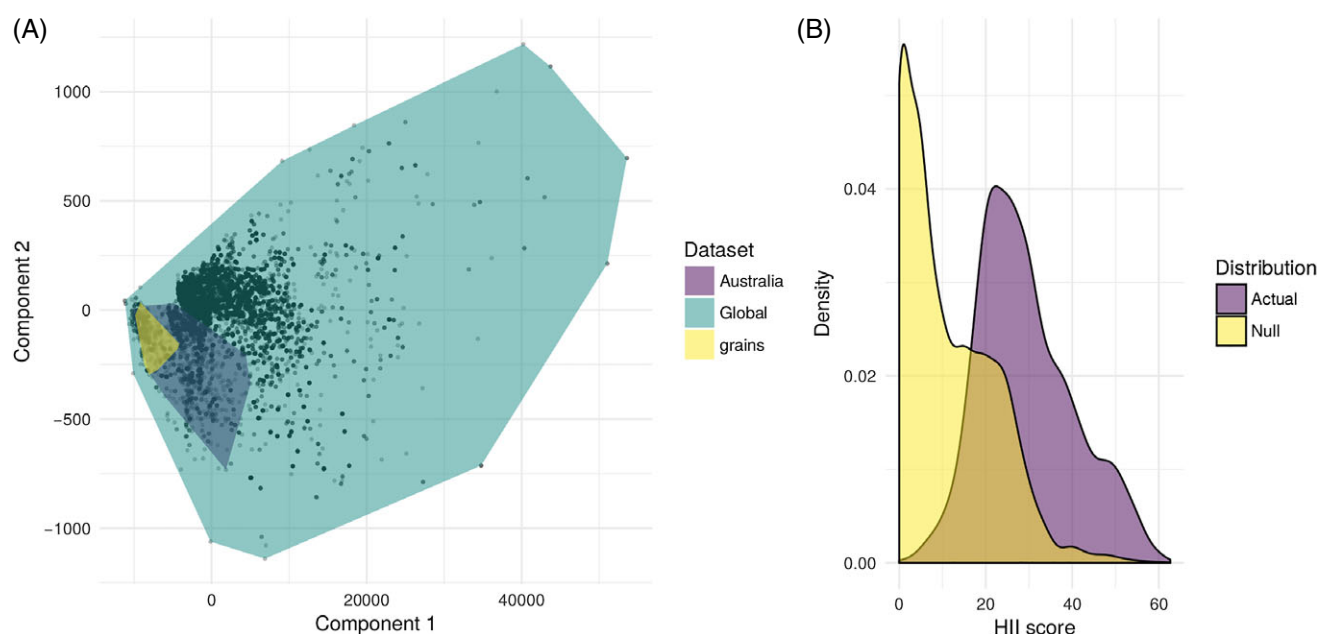 (A)
(B)
Component 2
1000
500
0
−500
−1000
0
20000
40000
Component 1
Dataset
Australia
Global
grains
Density
0.04
0.02
0.00
0
20
40
60
HII score
Distribution
Actual
Null